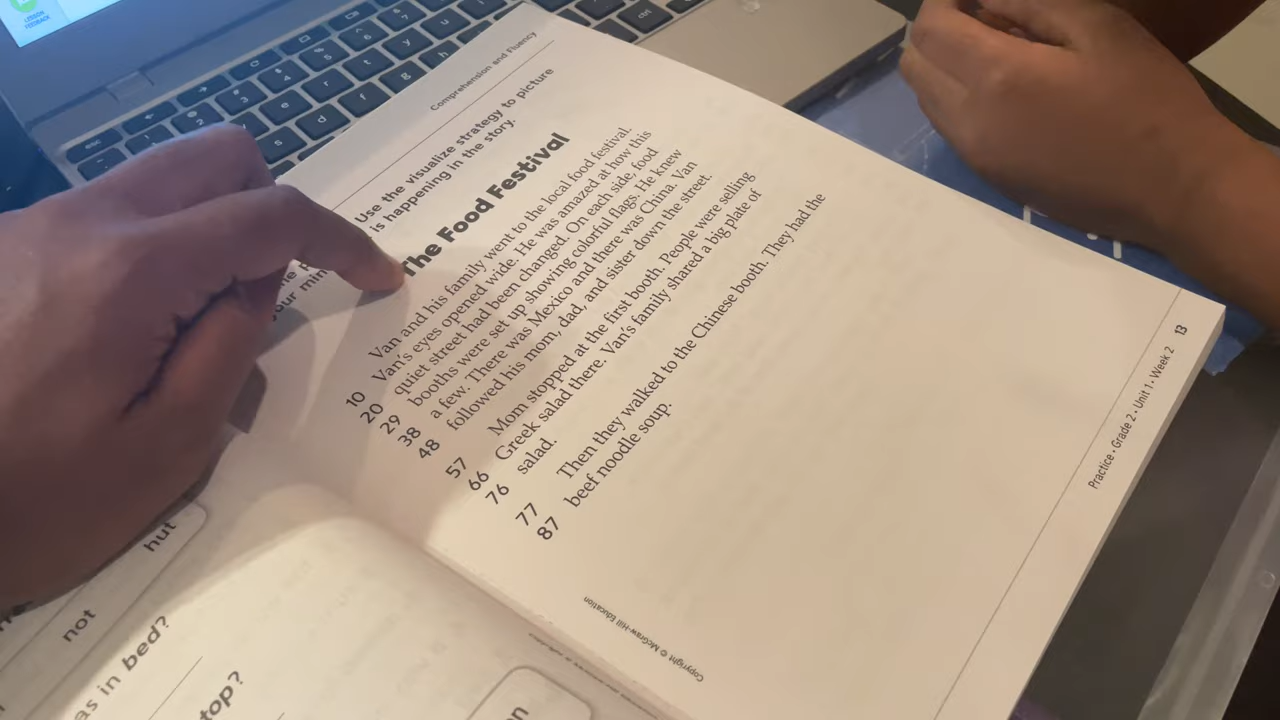 LESSON
FEEDBACK
esc
ctrl
Comprehension and Fluency
Use the visualize strategy to picture
is happening in the story.
The Food Festival
Van and his family went to the local food festival.
10 Van's eyes opened wide. He was amazed at how this
20 quiet street had been changed. On each side, food
29 booths were set up showing colorful flags. He knew
38 a few. There was Mexico and there was China. Van
48 followed his mom, dad, and sister down the street.
57 Mom stopped at the first booth. People were selling
66 Greek salad there. Van's family shared a big plate of
76 salad.
77 Then they walked to the Chinese booth. They had the
87 beef noodle soup.
Copyright © McGraw-Hill Education
Practice • Grade 2 • Unit 1 • Week 2 13
hut
not
as in bed?
top?